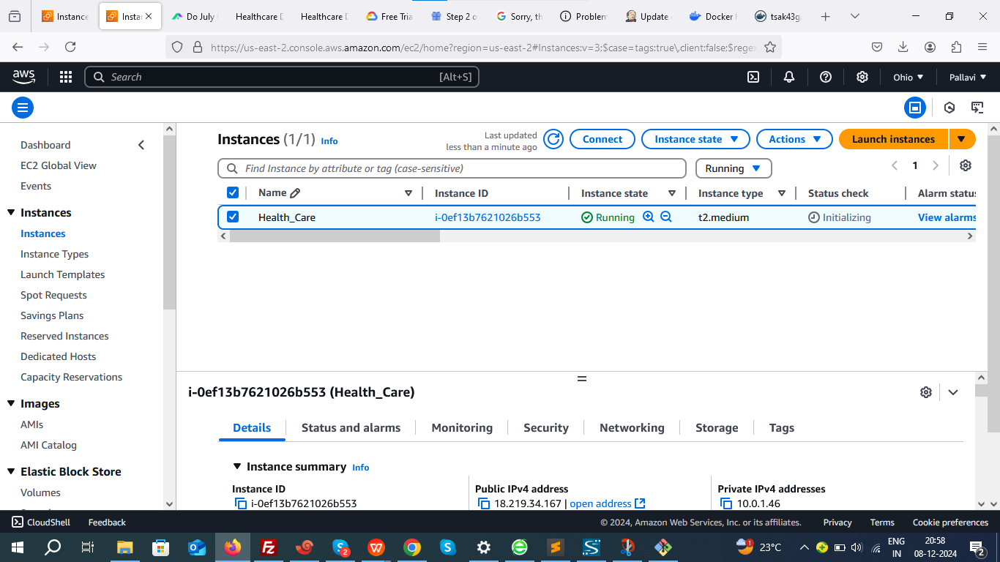 Instance
Instar
Do July
Healthcare D
Healthcare D
Free Tria
Step 2 o
Sorry, th
Problem
Update
Docker
tsak43g
https://us-east-2.console.aws.amazon.com/ec2/home?region=us-east-2#Instances:v=3;$case=tags:true\,client:false;$regex
aws
Search
[Alt+S]
Ohio
Pallavi
Dashboard
EC2 Global View
Events
Instances
Instances
Instance Types
Launch Templates
Spot Requests
Savings Plans
Reserved Instances
Dedicated Hosts
Capacity Reservations
Images
AMIs
AMI Catalog
Elastic Block Store
Volumes
Instances (1/1) Info
Last updated
less than a minute ago
Connect
Instance state
Actions
Launch instances
Find Instance by attribute or tag (case-sensitive)
Running
1
Name
Instance ID
Instance state
Instance type
Status check
Alarm status
Health_Care
i-0ef13b7621026b553
Running
t2.medium
Initializing
View alarms
i-0ef13b7621026b553 (Health_Care)
Details
Status and alarms
Monitoring
Security
Networking
Storage
Tags
Instance summary Info
Instance ID
i-0ef13b7621026b553
Public IPv4 address
18.219.34.167 | open address
Private IPv4 addresses
10.0.1.46
CloudShell
Feedback
© 2024, Amazon Web Services, Inc. or its affiliates.
Privacy
Terms
Cookie preferences
2
23°C
ENG
IN
20:58
08-12-2024
2